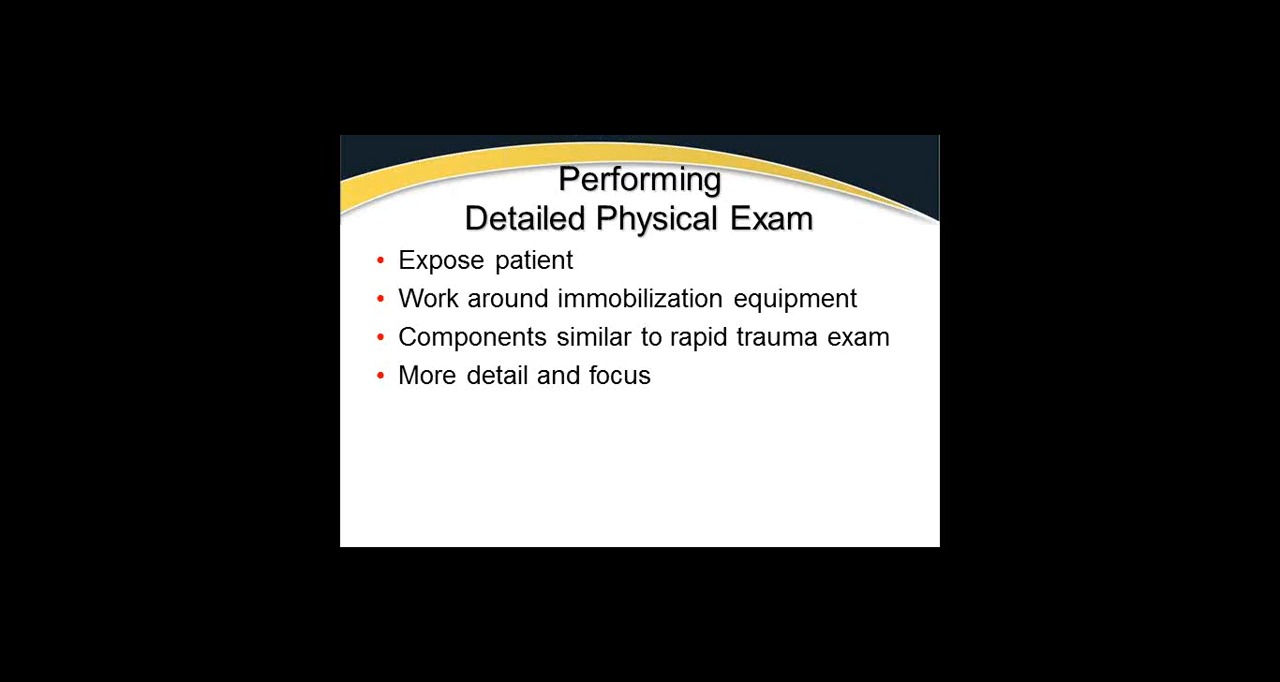 Performing
Detailed Physical Exam
• Expose patient
• Work around immobilization equipment
• Components similar to rapid trauma exam
• More detail and focus